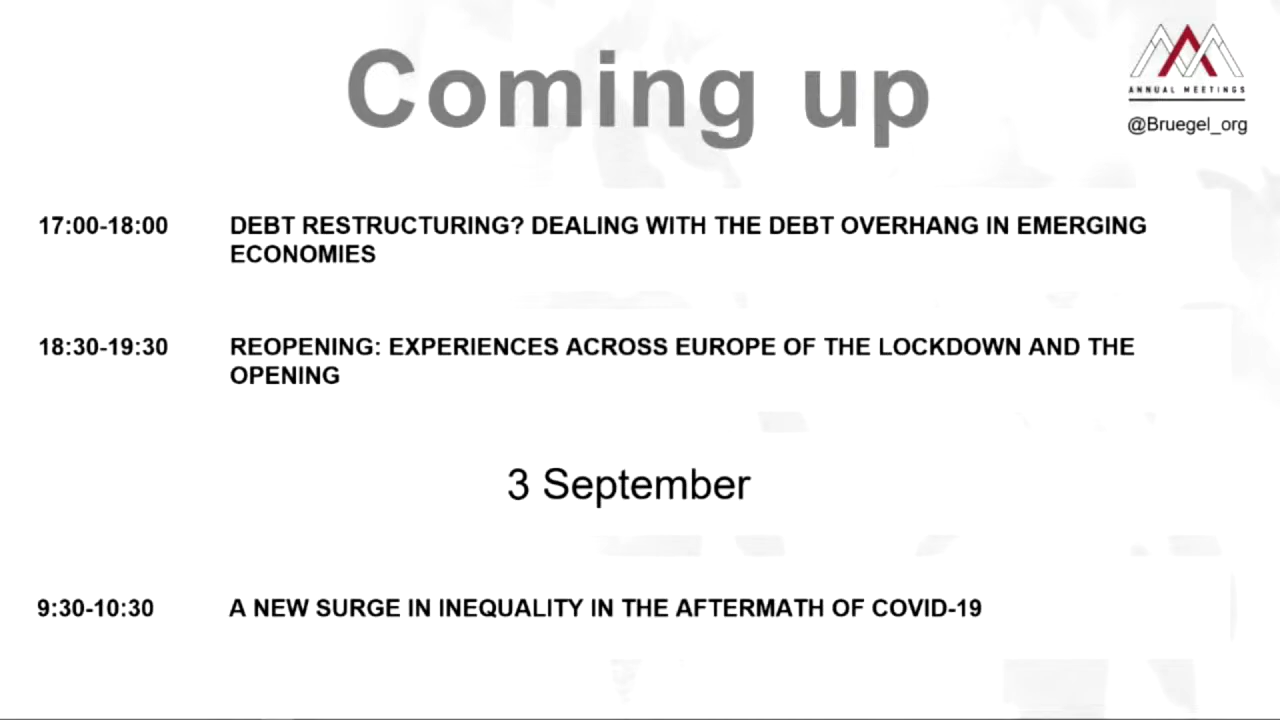 Coming up
ANNUAL MEETINGS
@Bruegel_org
17:00-18:00 DEBT RESTRUCTURING? DEALING WITH THE DEBT OVERHANG IN EMERGING
ECONOMIES
18:30-19:30 REOPENING: EXPERIENCES ACROSS EUROPE OF THE LOCKDOWN AND THE
OPENING
3 September
9:30-10:30 A NEW SURGE IN INEQUALITY IN THE AFTERMATH OF COVID-19